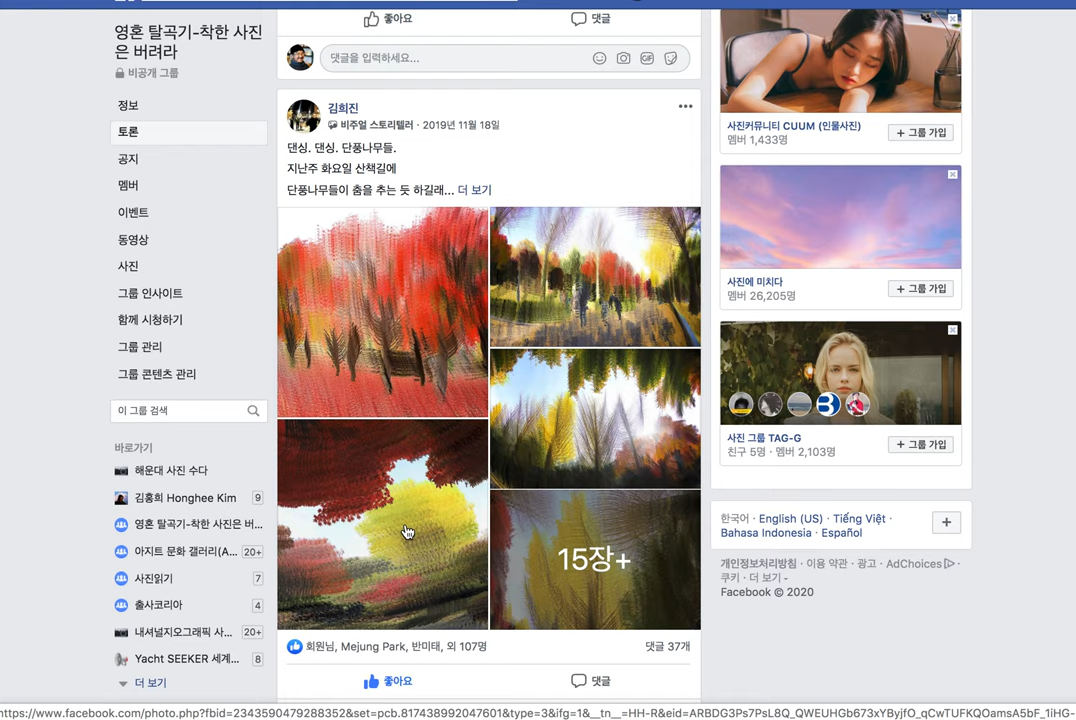 영혼 탈곡기-착한 사진
은 버려라
비공개 그룹
정보
토론
공지
멤버
이벤트
동영상
사진
그룹 인사이트
함께 시청하기
그룹 관리
그룹 콘텐츠 관리
이 그룹 검색
바로가기
해운대 사진 수다
김홍희 Honghee Kim 9
영혼 탈곡기-착한 사진은 버...
아지트 문화 갤러리(A... 20+
사진읽기 7
출사코리아 4
내셔널지오그래픽 사... 20+
Yacht SEEKER 세계... 8
더 보기
좋아요 댓글
댓글을 입력하세요...
GIF
김희진
비주얼 스토리텔러 · 2019년 11월 18일
댄싱. 댄싱. 단풍나무들.
지난주 화요일 산책길에
단풍나무들이 춤을 추는 듯 하길래... 더 보기
15장+
회원님, Mejung Park, 반미태, 외 107명 댓글 37개
좋아요 댓글
사진커뮤니티 CUUM (인물사진)
멤버 1,433명
+ 그룹 가입
사진에 미치다
멤버 26,205명
+ 그룹 가입
B
사진 그룹 TAG-G
친구 5명 · 멤버 2,103명
+ 그룹 가입
한국어 · English (US) · Tiếng Việt ·
Bahasa Indonesia · Español
개인정보처리방침 · 이용 약관 · 광고 · AdChoices ·
쿠키 · 더 보기
Facebook © 2020
https://www.facebook.com/photo.php?fbid=2343590479288352&set=pcb.817438992047601&type=3&ifg=1&__tn__=HH-R&eid=ARBDG3Ps7PsL8Q_QWEUHGb673xYByjfO_qCwTUFKQOamsA5bF_1iHG-